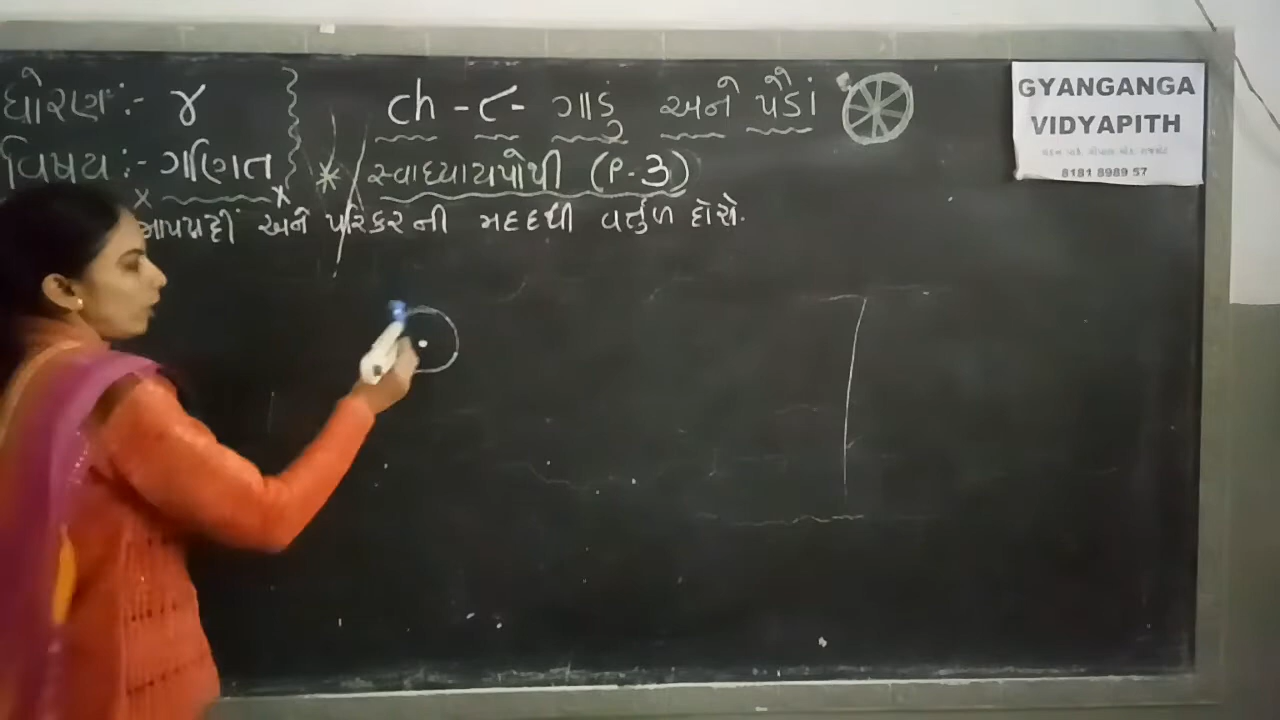 ધોરણ :- ૪
ch - ૮ - ગાડું અને પૈડાં
વિષય :- ગણિત
* સ્વાધ્યાયપોથી (P-3)
માપપટ્ટી અને પરિકરની મદદથી વર્તુળ દોરો.
GYANGANGA
VIDYAPITH
8181 8989 57